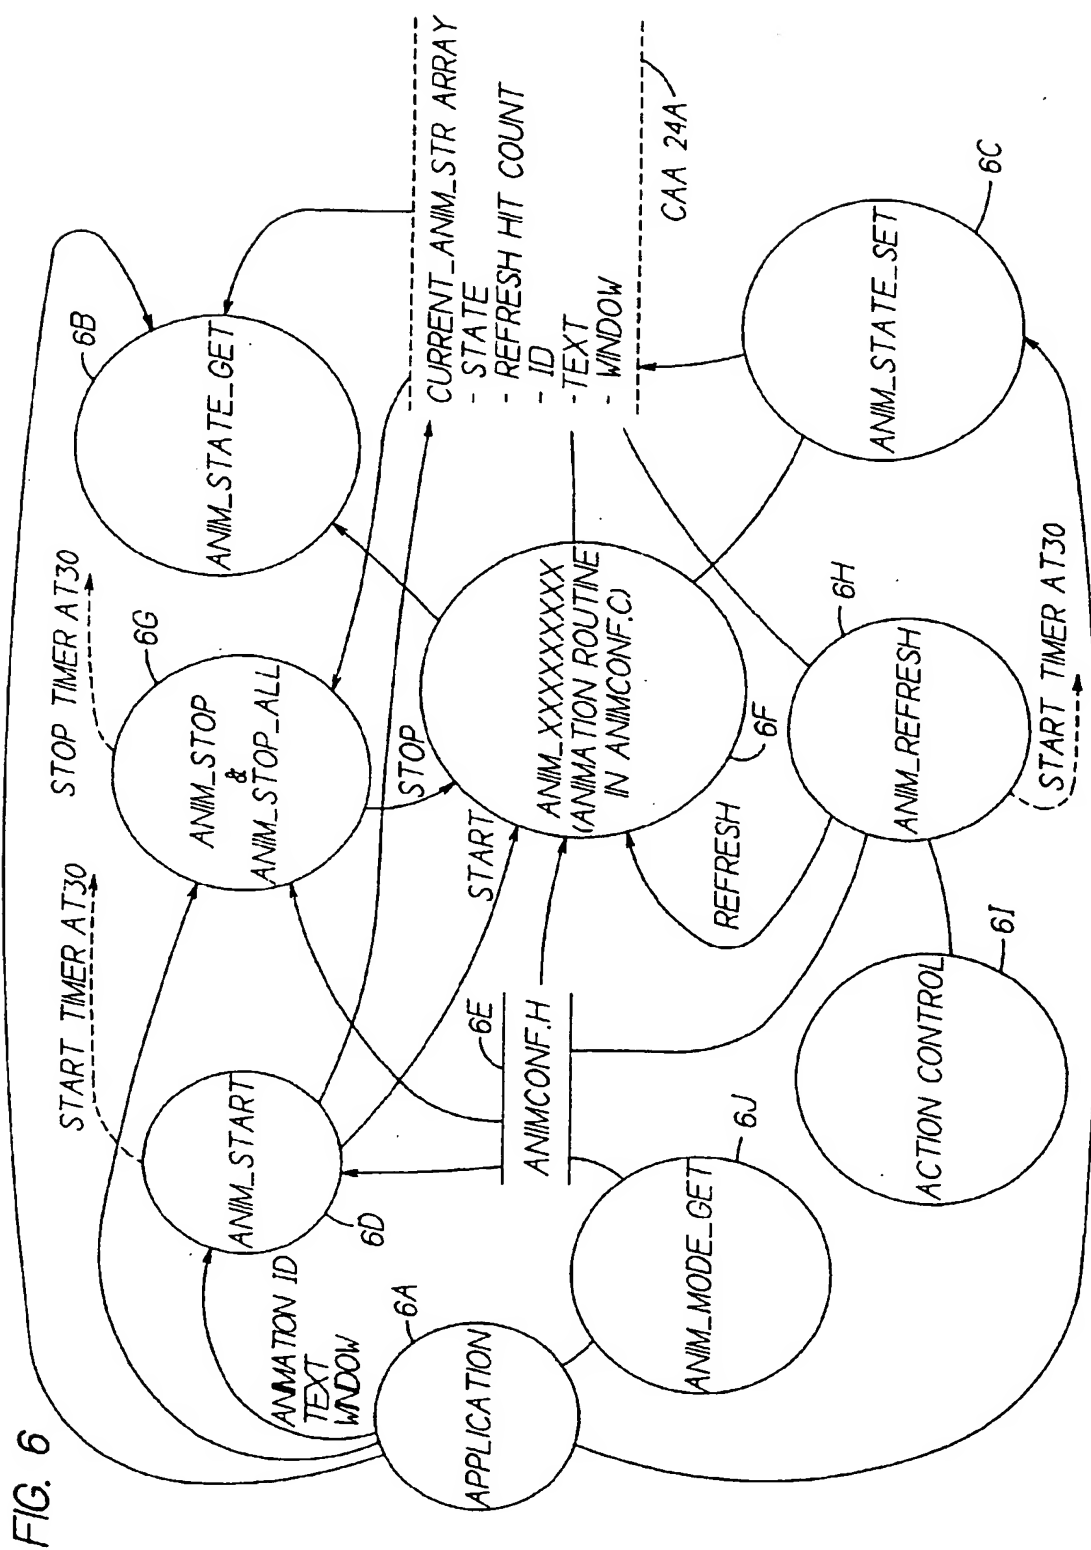 FIG. 6
START TIMER AT30
STOP TIMER AT30
6G
6B
ANIM_STATE_GET
ANIM_STOP
&
ANIM_STOP_ALL
ANIM_START
6D
ANIMATION ID
TEXT
WINDOW
6A
APPLICATION
STOP
START
CURRENT_ANIM_STR ARRAY
- STATE
- REFRESH HIT COUNT
- ID
- TEXT
- WINDOW
CAA 24A
6E
ANIMCONF.H
ANIM_XXXXXXXX
(ANIMATION ROUTINE
IN ANIMCONF.C)
6F
REFRESH
6J
ANIM_MODE_GET
6H
ANIM_REFRESH
6C
ANIM_STATE_SET
6I
ACTION CONTROL
START TIMER AT30